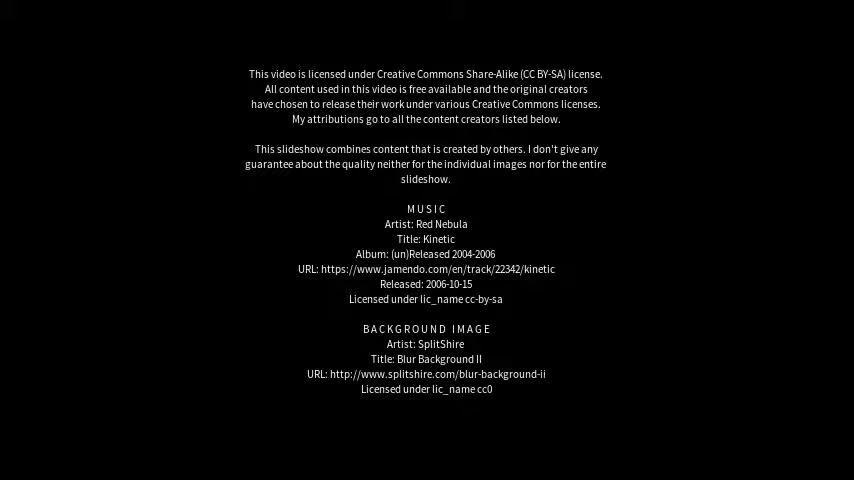 This video is licensed under Creative Commons Share-Alike (CC BY-SA) license.
All content used in this video is free available and the original creators
have chosen to release their work under various Creative Commons licenses.
My attributions go to all the content creators listed below.
This slideshow combines content that is created by others. I don't give any
guarantee about the quality neither for the individual images nor for the entire
slideshow.
MUSIC
Artist: Red Nebula
Title: Kinetic
Album: (un)Released 2004-2006
URL: https://www.jamendo.com/en/track/22342/kinetic
Released: 2006-10-15
Licensed under lic_name cc-by-sa
BACKGROUND IMAGE
Artist: SplitShire
Title: Blur Background II
URL: http://www.splitshire.com/blur-background-ii
Licensed under lic_name cc0